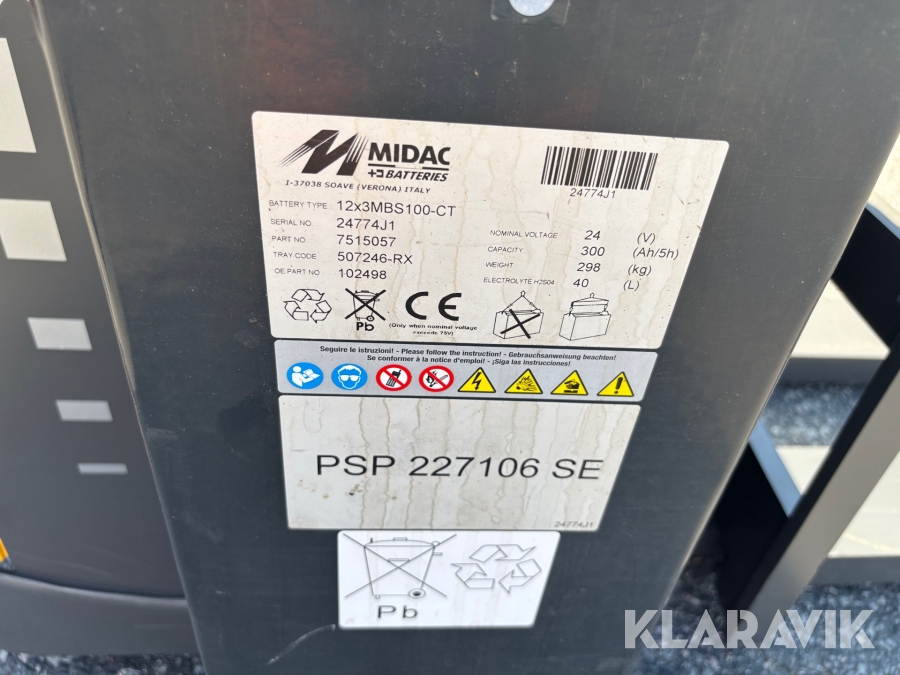 MIDAC
BATTERIES
I-37038 SOAVE (VERONA) ITALY
24774J1
BATTERY TYPE 12x3MBS100-CT
SERIAL NO. 24774J1
PART NO 7515057
TRAY CODE 507246-RX
OE PART NO 102498
NOMINAL VOLTAGE 24 (V)
CAPACITY 300 (Ah/5h)
WEIGHT 298 (kg)
ELECTROLYTE H2S04 40 (L)
Pb
CE
(Only when nominal voltage
exceeds 75V)
Seguire le istruzioni! - Please follow the instruction! - Gebrauchsanweisung beachten!
Se conformer à la notice d'emploi! - ¡Siga las instrucciones!
PSP 227106 SE
24774J1
Pb
KLARAVIK